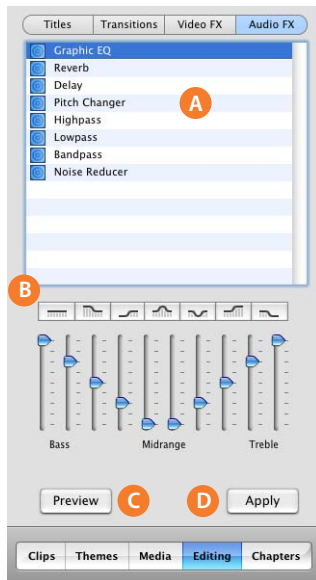 Titles Transitions Video FX Audio FX
Graphic EQ
Reverb
Delay
Pitch Changer
A
Highpass
Lowpass
Bandpass
Noise Reducer
B
Bass Midrange Treble
Preview C D Apply
Clips Themes Media Editing Chapters